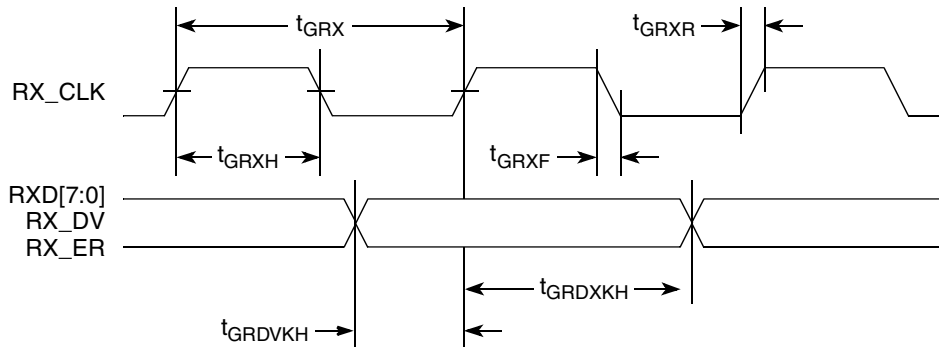 tGRX
tGRXR
RX_CLK
tGRXH
tGRXF
RXD[7:0]
RX_DV
RX_ER
tGRDXKH
tGRDVKH